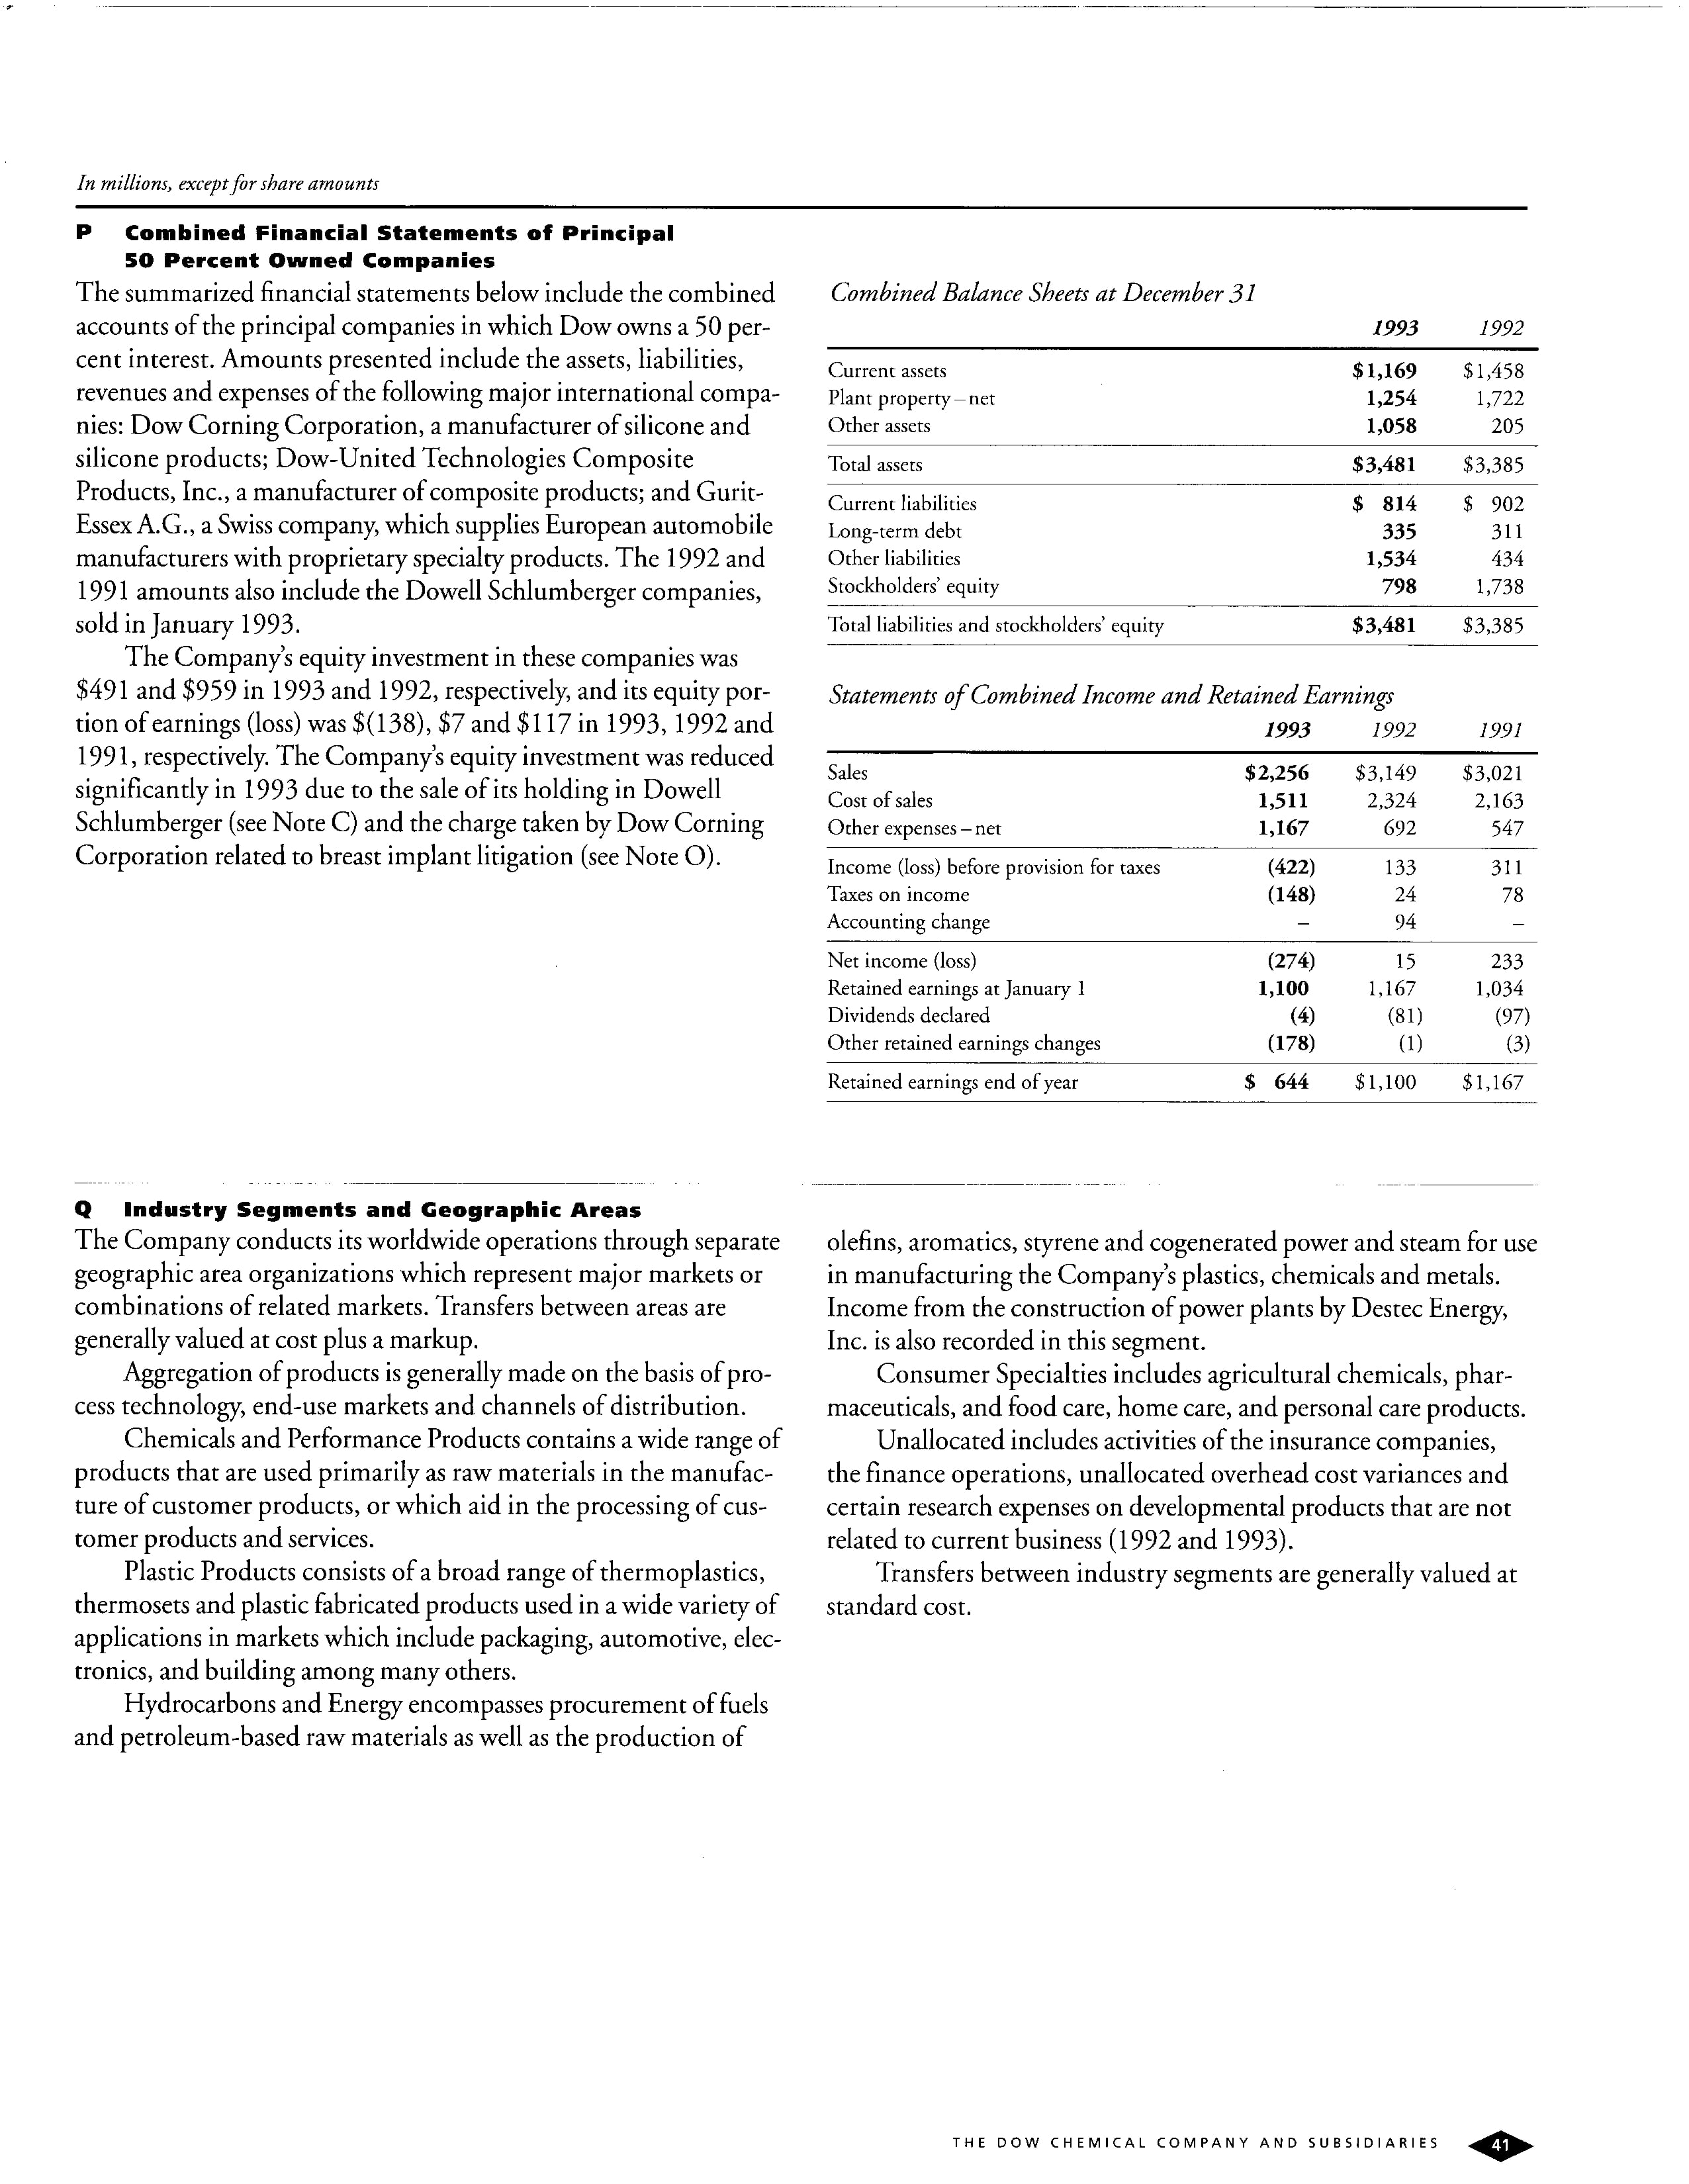 In millions, except for share amounts
P Combined Financial Statements of Principal
50 Percent Owned Companies
The summarized financial statements below include the combined
accounts of the principal companies in which Dow owns a 50 per-
cent interest. Amounts presented include the assets, liabilities,
revenues and expenses of the following major international compa-
nies: Dow Corning Corporation, a manufacturer of silicone and
silicone products; Dow-United Technologies Composite
Products, Inc., a manufacturer of composite products; and Gurit-
Essex A.G., a Swiss company, which supplies European automobile
manufacturers with proprietary specialty products. The 1992 and
1991 amounts also include the Dowell Schlumberger companies,
sold in January 1993.
The Company's equity investment in these companies was
$491 and $959 in 1993 and 1992, respectively, and its equity por-
tion of earnings (loss) was $(138), $7 and $117 in 1993, 1992 and
1991, respectively. The Company's equity investment was reduced
significantly in 1993 due to the sale of its holding in Dowell
Schlumberger (see Note C) and the charge taken by Dow Corning
Corporation related to breast implant litigation (see Note O).
Combined Balance Sheets at December 31
1993 1992
Current assets $1,169 $1,458
Plant property – net 1,254 1,722
Other assets 1,058 205
Total assets $3,481 $3,385
Current liabilities $ 814 $ 902
Long-term debt 335 311
Other liabilities 1,534 434
Stockholders' equity 798 1,738
Total liabilities and stockholders' equity $3,481 $3,385
Statements of Combined Income and Retained Earnings
1993 1992 1991
Sales $2,256 $3,149 $3,021
Cost of sales 1,511 2,324 2,163
Other expenses – net 1,167 692 547
Income (loss) before provision for taxes (422) 133 311
Taxes on income (148) 24 78
Accounting change – 94 –
Net income (loss) (274) 15 233
Retained earnings at January 1 1,100 1,167 1,034
Dividends declared (4) (81) (97)
Other retained earnings changes (178) (1) (3)
Retained earnings end of year $ 644 $1,100 $1,167
Q Industry Segments and Geographic Areas
The Company conducts its worldwide operations through separate
geographic area organizations which represent major markets or
combinations of related markets. Transfers between areas are
generally valued at cost plus a markup.
Aggregation of products is generally made on the basis of pro-
cess technology, end-use markets and channels of distribution.
Chemicals and Performance Products contains a wide range of
products that are used primarily as raw materials in the manufac-
ture of customer products, or which aid in the processing of cus-
tomer products and services.
Plastic Products consists of a broad range of thermoplastics,
thermosets and plastic fabricated products used in a wide variety of
applications in markets which include packaging, automotive, elec-
tronics, and building among many others.
Hydrocarbons and Energy encompasses procurement of fuels
and petroleum-based raw materials as well as the production of
olefins, aromatics, styrene and cogenerated power and steam for use
in manufacturing the Company's plastics, chemicals and metals.
Income from the construction of power plants by Destec Energy,
Inc. is also recorded in this segment.
Consumer Specialties includes agricultural chemicals, phar-
maceuticals, and food care, home care, and personal care products.
Unallocated includes activities of the insurance companies,
the finance operations, unallocated overhead cost variances and
certain research expenses on developmental products that are not
related to current business (1992 and 1993).
Transfers between industry segments are generally valued at
standard cost.
THE DOW CHEMICAL COMPANY AND SUBSIDIARIES 41